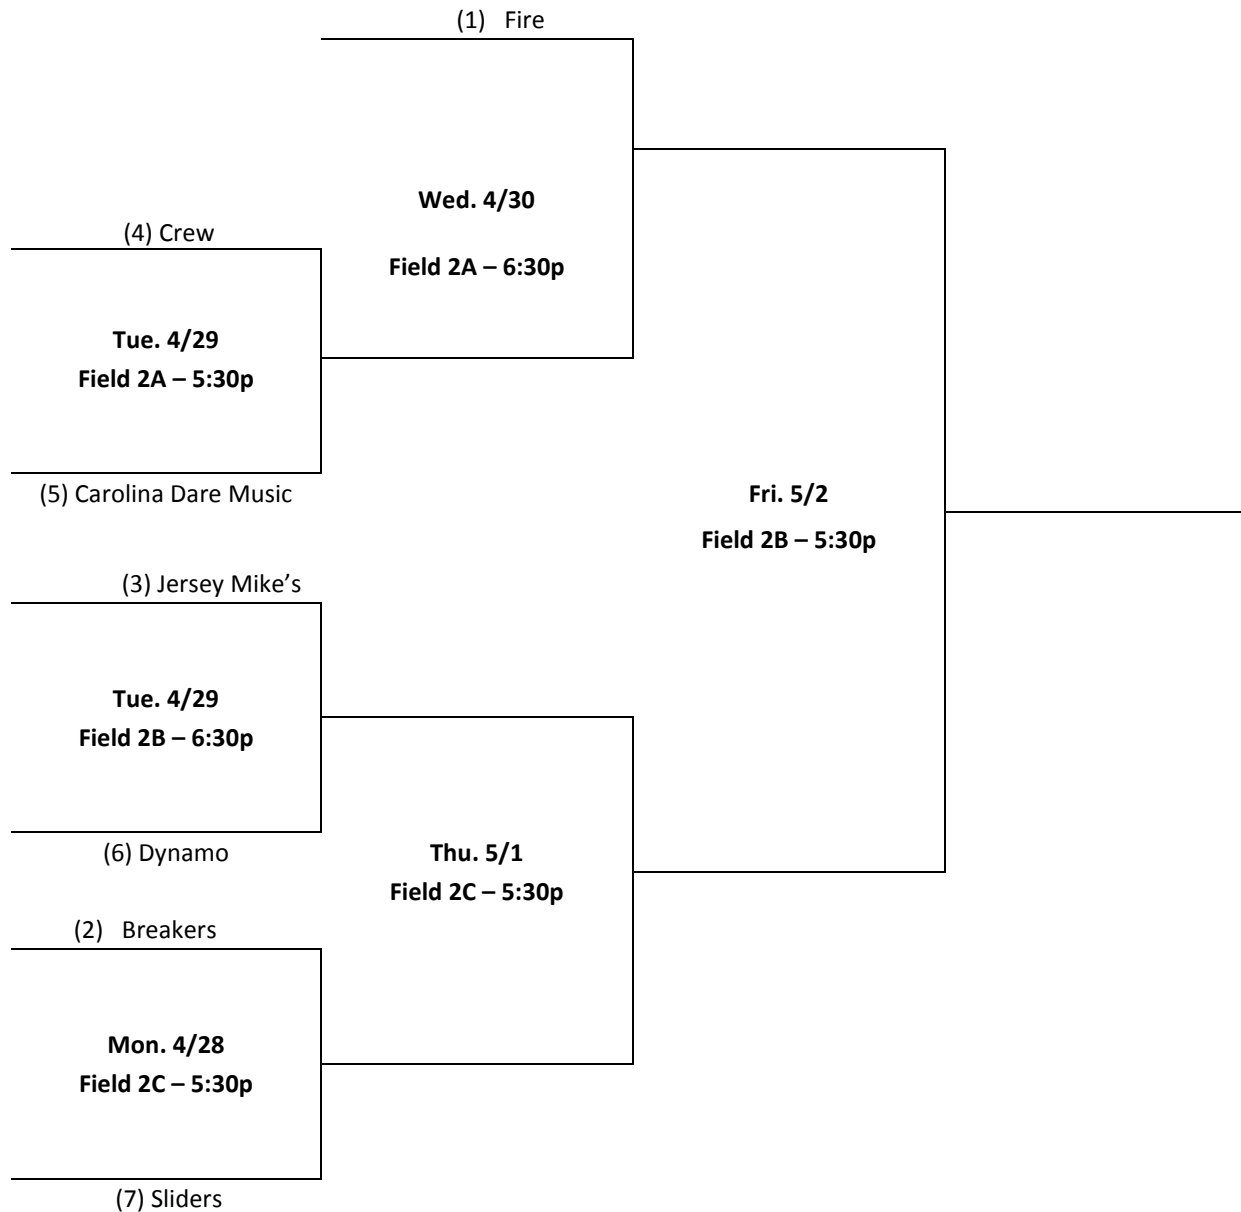 (1) Fire
Wed. 4/30
Field 2A – 6:30p
(4) Crew
Tue. 4/29
Field 2A – 5:30p
(5) Carolina Dare Music
Fri. 5/2
Field 2B – 5:30p
(3) Jersey Mike’s
Tue. 4/29
Field 2B – 6:30p
(6) Dynamo
Thu. 5/1
Field 2C – 5:30p
(2) Breakers
Mon. 4/28
Field 2C – 5:30p
(7) Sliders